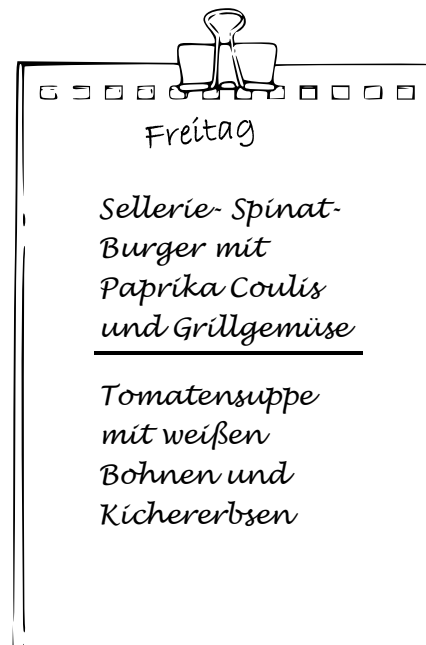 Freitag
Sellerie- Spinat-
Burger mit
Paprika Coulis
und Grillgemüse
Tomatensuppe
mit weißen
Bohnen und
Kichererbsen